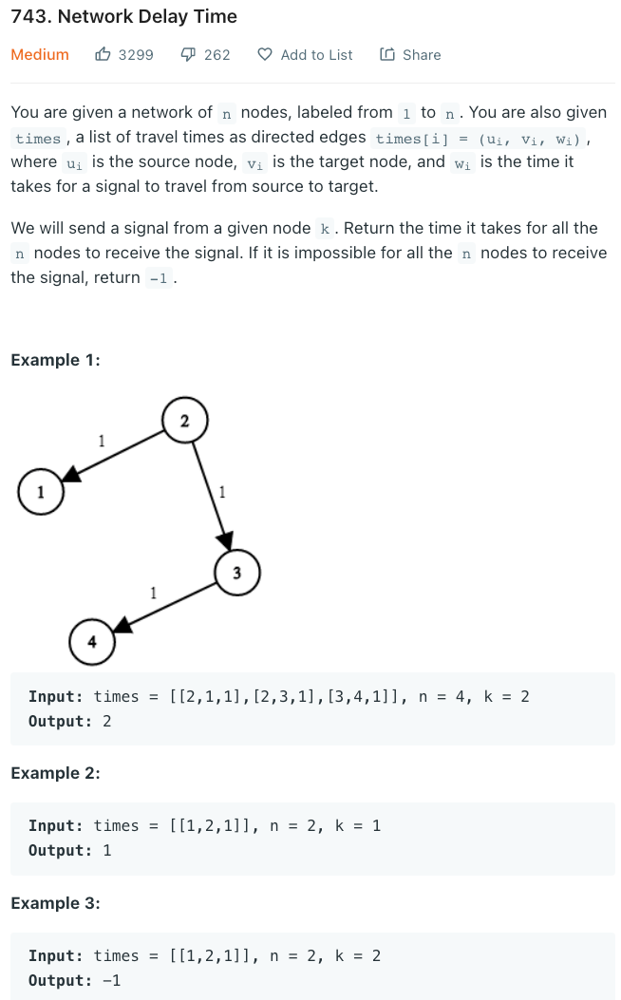 743. Network Delay Time
Medium 3299 262 Add to List Share
You are given a network of n nodes, labeled from 1 to n. You are also given
times, a list of travel times as directed edges times[i] = (uᵢ, vᵢ, wᵢ),
where uᵢ is the source node, vᵢ is the target node, and wᵢ is the time it
takes for a signal to travel from source to target.
We will send a signal from a given node k. Return the time it takes for all the
n nodes to receive the signal. If it is impossible for all the n nodes to receive
the signal, return -1.
Example 1:
2
1
1
1
3
1
4
Input: times = [[2,1,1],[2,3,1],[3,4,1]], n = 4, k = 2
Output: 2
Example 2:
Input: times = [[1,2,1]], n = 2, k = 1
Output: 1
Example 3:
Input: times = [[1,2,1]], n = 2, k = 2
Output: -1